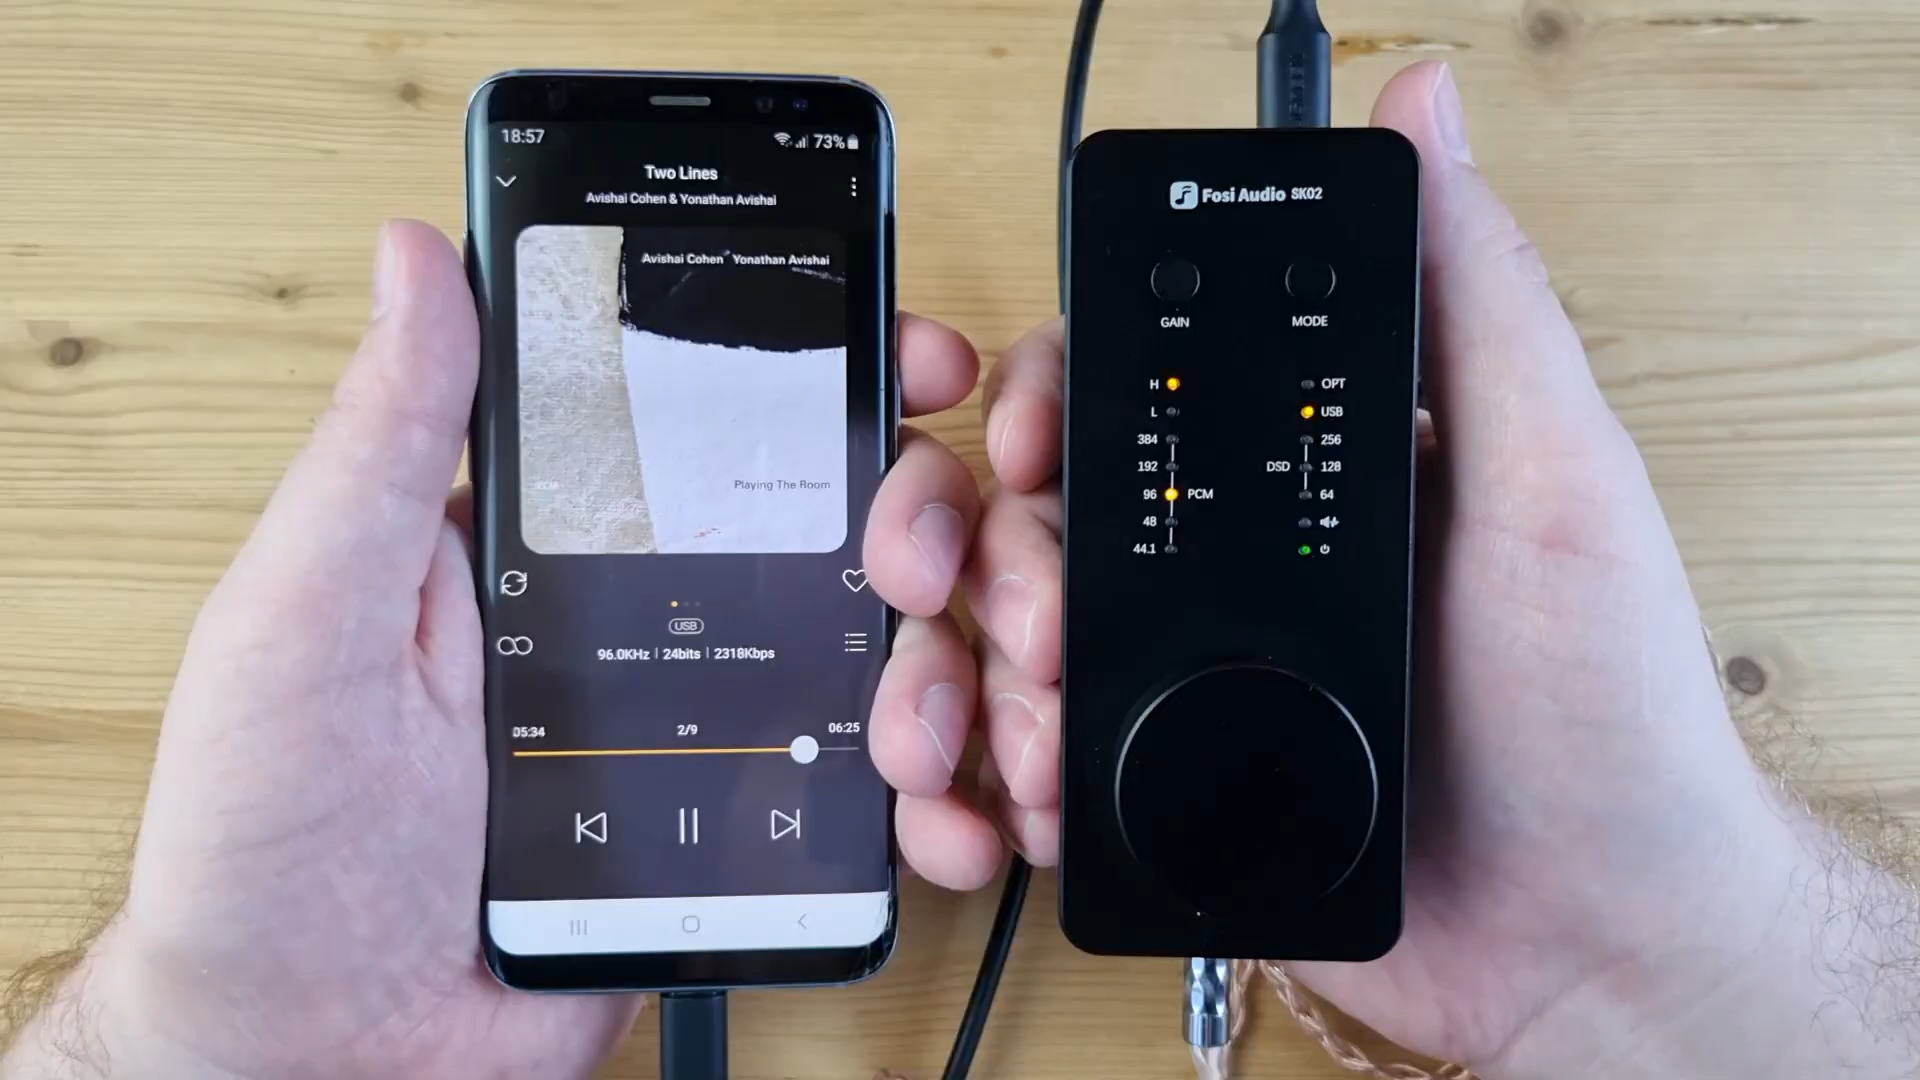 18:57
73%
Two Lines
Avishai Cohen & Yonathan Avishai
Avishai Cohen Yonathan Avishai
Playing The Room
USB
96.0KHz | 24bits | 2318Kbps
05:34
2/9
06:25
Fosi Audio SK02
GAIN
MODE
H
OPT
L
USB
384
256
192
DSD
128
96
PCM
64
48
44.1